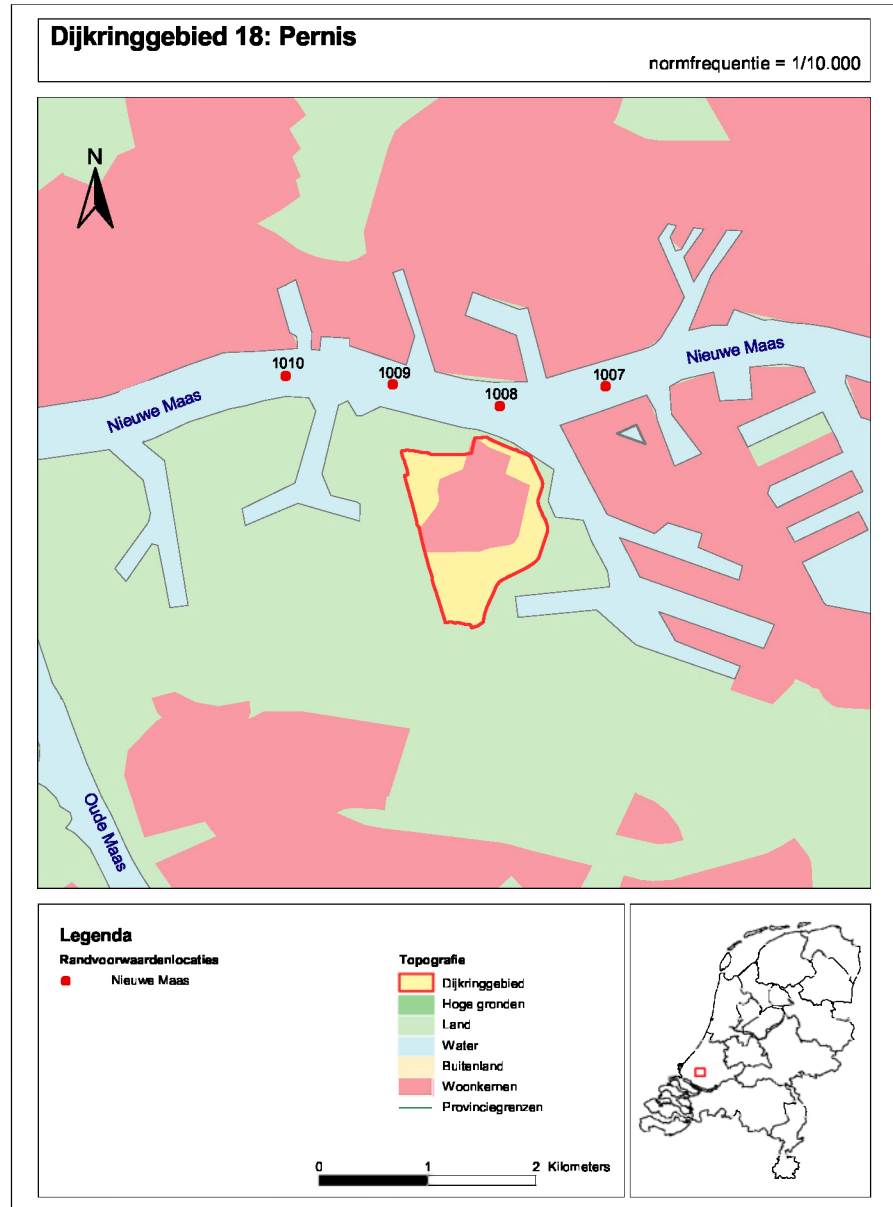 Dijkringgebied 18: Pernis
normfrequentie = 1/10.000
N
1010
1009
1008
1007
Nieuwe Maas
Nieuwe Maas
Oude Maas
Legenda
Randvoorwaardenlocaties
Nieuwe Maas
Topografie
Dijkringgebied
Hoge gronden
Land
Water
Buitenland
Woonkernen
Provinciegrenzen
0 1 2 Kilometers